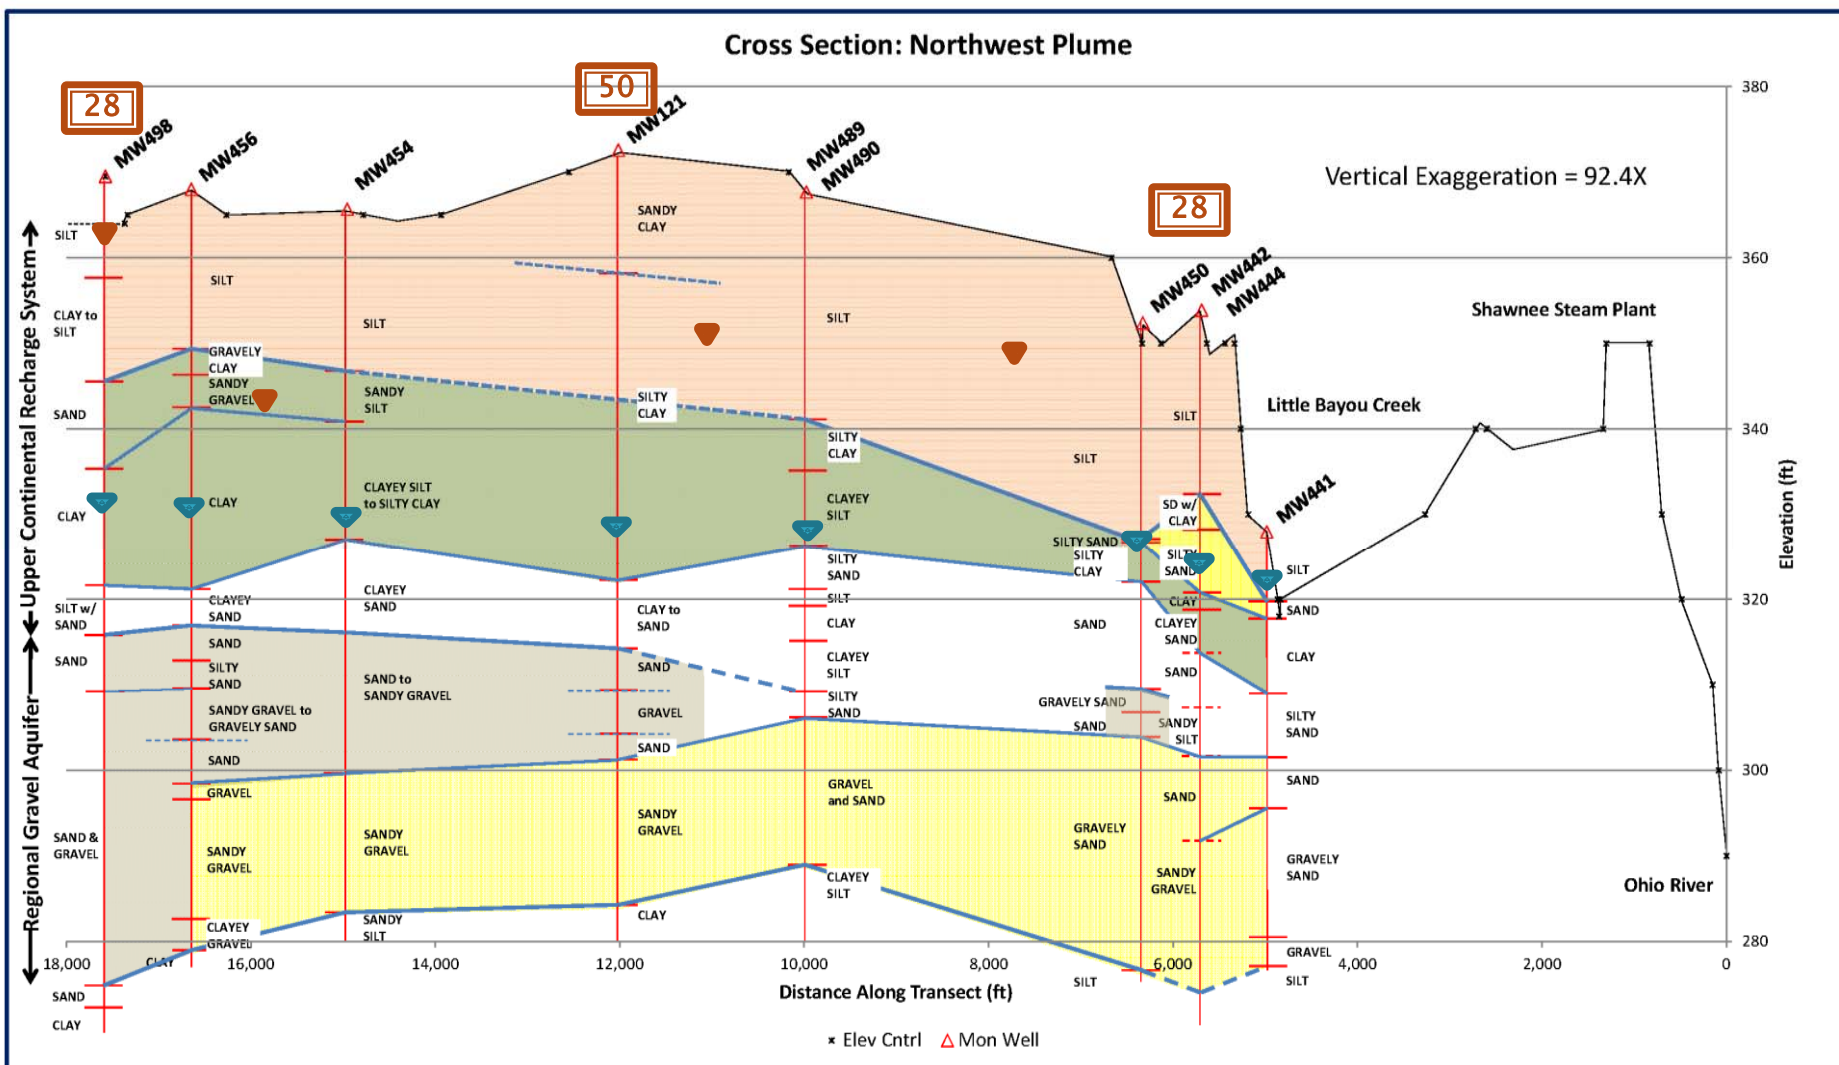 Cross Section: Northwest Plume
28
50
28
MW498
MW456
MW454
MW121
MW489
MW490
MW450
MW442
MW444
MW441
Vertical Exaggeration = 92.4X
Shawnee Steam Plant
Little Bayou Creek
Ohio River
380
360
340
320
300
280
Elevation (ft)
Upper Continental Recharge System
Regional Gravel Aquifer
SILT
CLAY to
SILT
SAND
CLAY
SILT w/
SAND
SAND
SAND &
GRAVEL
SAND
CLAY
SILT
GRAVELY
CLAY
SANDY
GRAVEL
CLAY
CLAYEY
SAND
SAND
SILTY
SAND
SANDY GRAVEL to
GRAVELY SAND
SAND
GRAVEL
SANDY
GRAVEL
CLAYEY
GRAVEL
CLAY
SILT
SANDY
SILT
CLAYEY SILT
to SILTY CLAY
CLAYEY
SAND
SAND to
SANDY GRAVEL
SANDY
GRAVEL
SANDY
SILT
SANDY
CLAY
SILTY
CLAY
CLAY to
SAND
SAND
GRAVEL
SAND
SANDY
GRAVEL
CLAY
SILT
SILTY
CLAY
CLAYEY
SILT
SILTY
SAND
SILT
CLAY
CLAYEY
SILT
SILTY
SAND
GRAVEL
and SAND
CLAYEY
SILT
SILT
SILTY SAND
SILTY
CLAY
SAND
GRAVELY SAND
SAND
GRAVELY
SAND
SILT
SILT
SD w/
CLAY
SILTY
SAND
CLAY
CLAYEY
SAND
SAND
SANDY
SILT
SAND
SANDY
GRAVEL
SILT
SAND
CLAY
SILTY
SAND
SAND
GRAVELY
SAND
GRAVEL
SILT
18,000
16,000
14,000
12,000
10,000
8,000
6,000
4,000
2,000
0
Distance Along Transect (ft)
Elev Cntrl
Mon Well